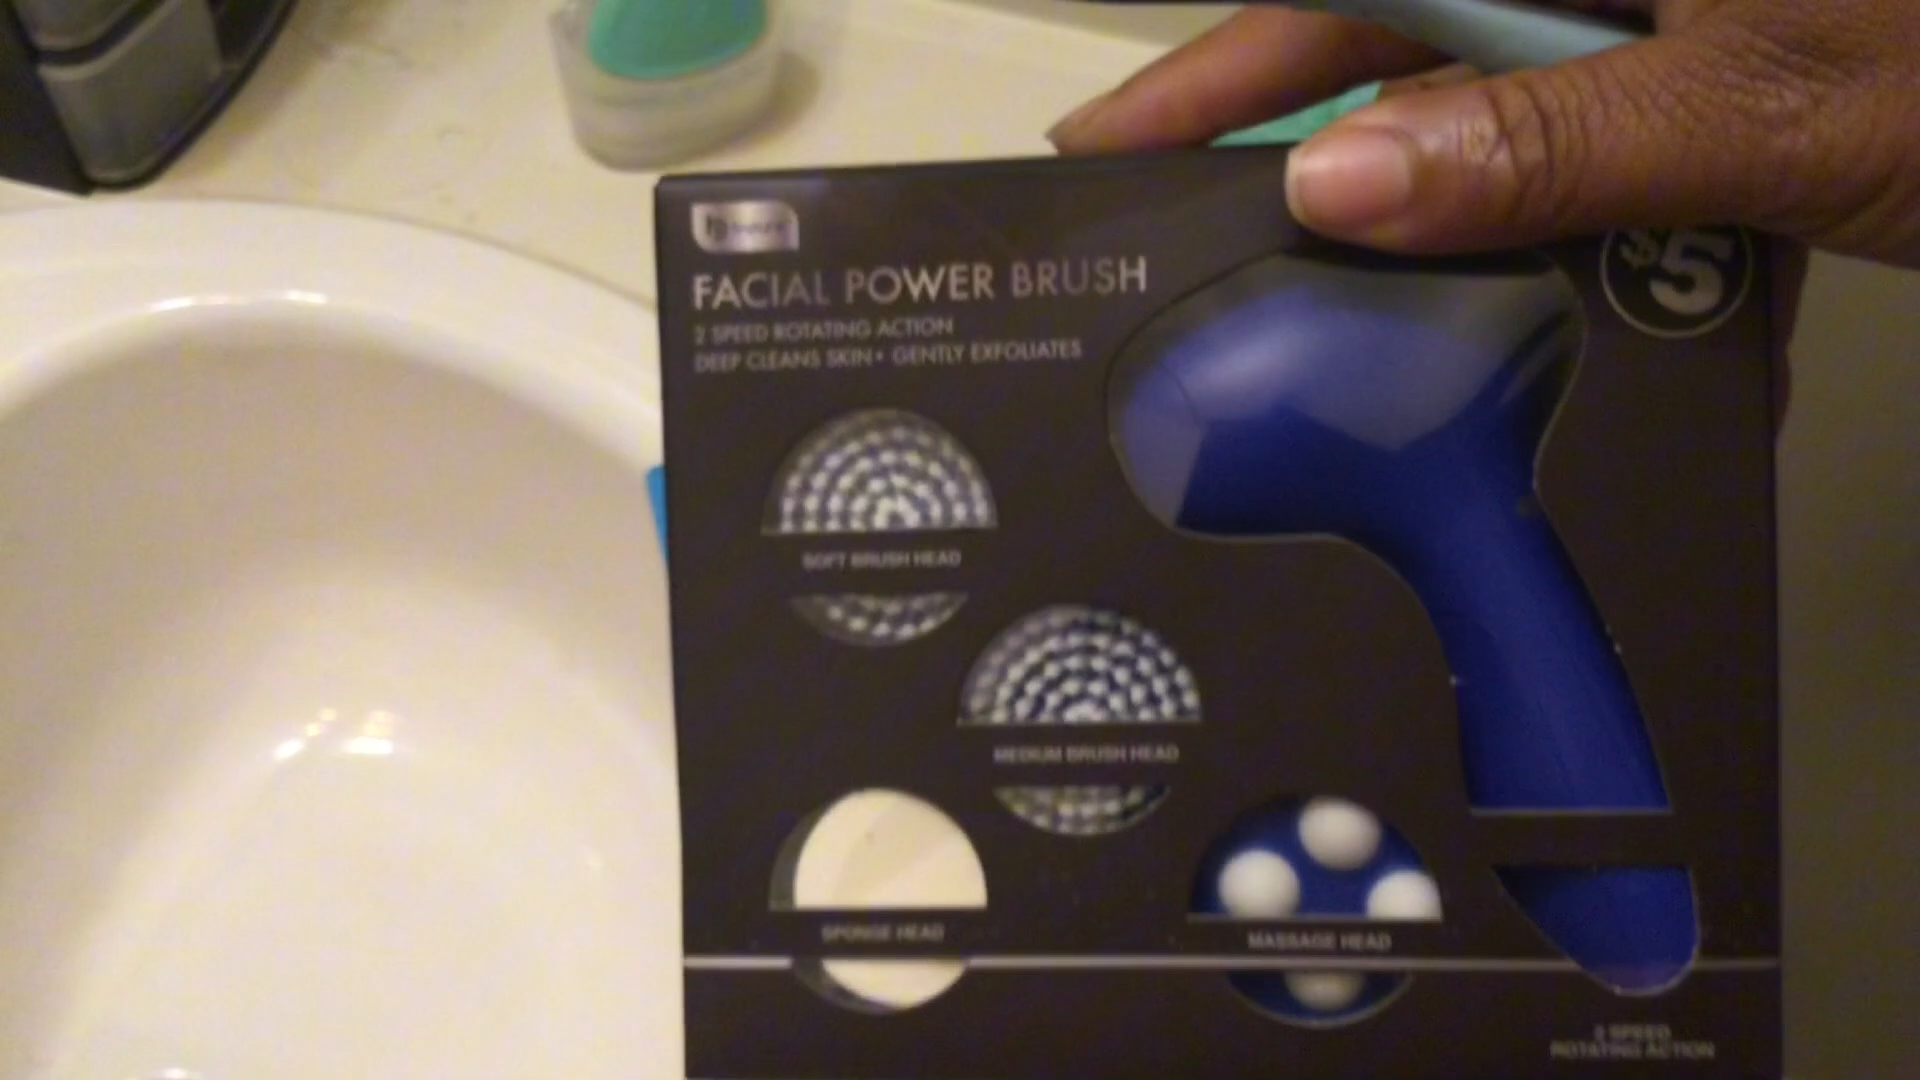 FACIAL POWER BRUSH
2 SPEED ROTATING ACTION
DEEP CLEANS SKIN • GENTLY EXFOLIATES
$5
SOFT BRUSH HEAD
MEDIUM BRUSH HEAD
SPONGE HEAD
MASSAGE HEAD
2 SPEED
ROTATING ACTION